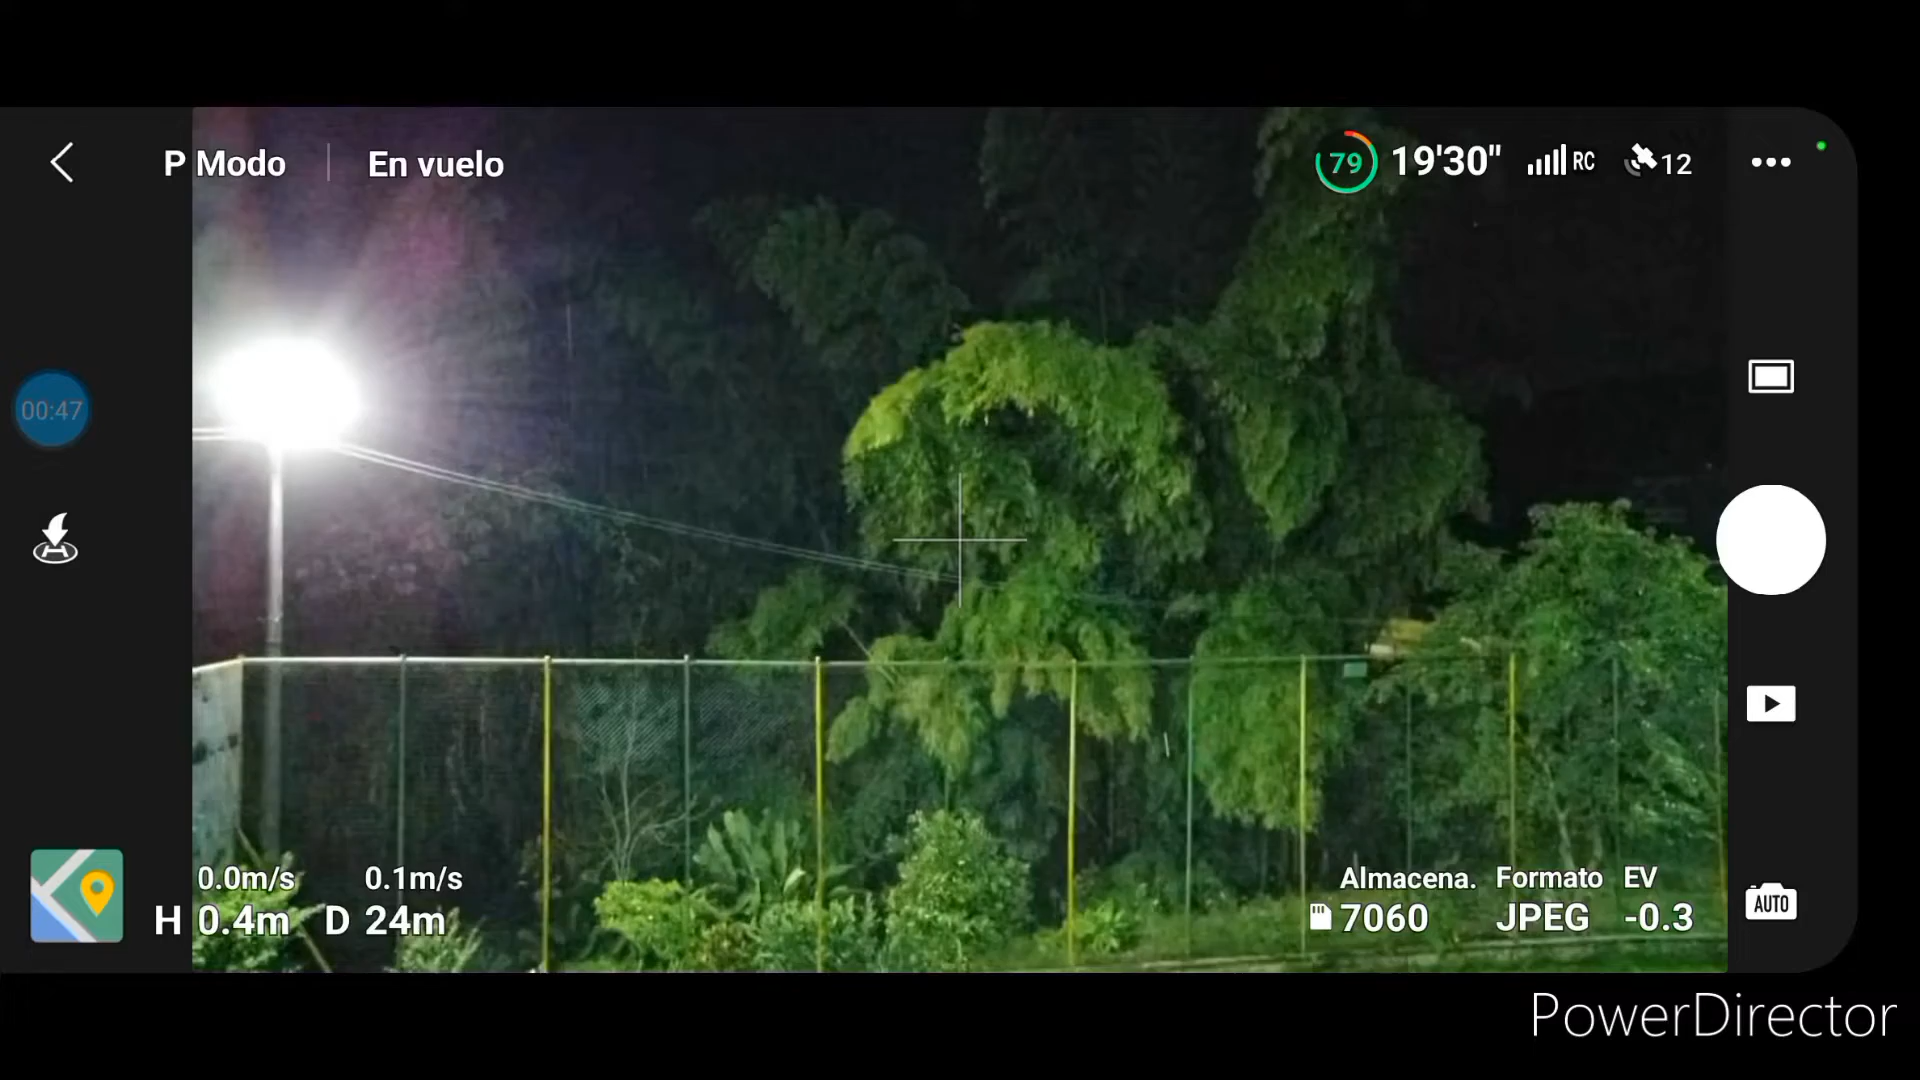 P Modo | En vuelo
79 19'30" RC 12
00:47
0.0m/s 0.1m/s
H 0.4m D 24m
Almacena. Formato EV
7060 JPEG -0.3
AUTO
PowerDirector